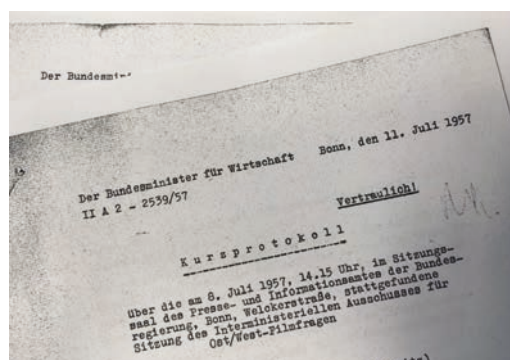 Der Bundesmin
Der Bundesminister für Wirtschaft Bonn, den 11. Juli 1957
II A 2 - 2539/57
Vertraulich!
Kurzprotokoll
über die am 8. Juli 1957, 14.15 Uhr, im Sitzungs-
saal des Presse- und Informationsamtes der Bundes-
regierung, Bonn, Welckerstraße, stattgefundene
Sitzung des Interministeriellen Ausschusses für
Ost/West-Filmfragen